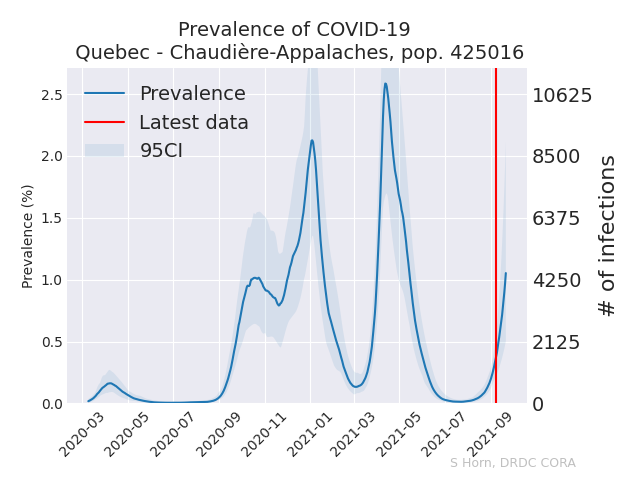 Prevalence of COVID-19
Quebec - Chaudière-Appalaches, pop. 425016
Prevalence
Latest data
95CI
Prevalence (%)
2.5
2.0
1.5
1.0
0.5
0.0
10625
8500
6375
4250
2125
0
# of infections
2020-03
2020-05
2020-07
2020-09
2020-11
2021-01
2021-03
2021-05
2021-07
2021-09
S Horn, DRDC CORA